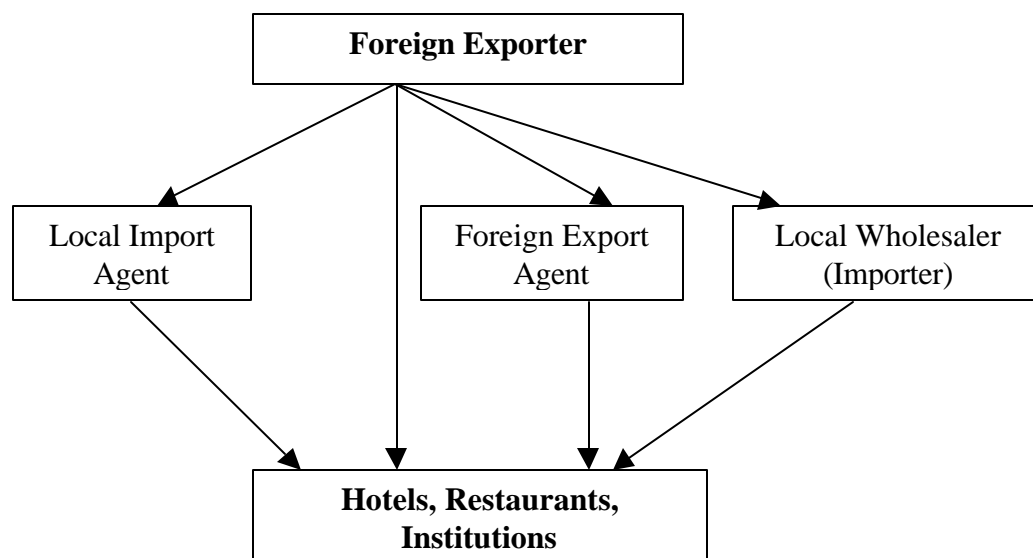 Foreign Exporter
Local Import
Agent
Foreign Export
Agent
Local Wholesaler
(Importer)
Hotels, Restaurants,
Institutions